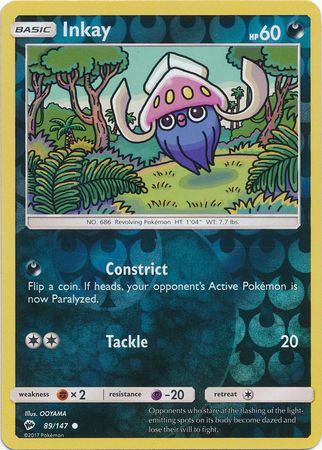 BASIC Inkay HP60
NO. 686 Revolving Pokémon HT: 1'04" WT: 7.7 lbs.
Constrict
Flip a coin. If heads, your opponent's Active Pokémon is
now Paralyzed.
Tackle 20
weakness ×2 resistance -20 retreat
Illus. OOYAMA
89/147
©2017 Pokémon
Opponents who stare at the flashing of the light-
emitting spots on its body become dazed and
lose their will to fight.